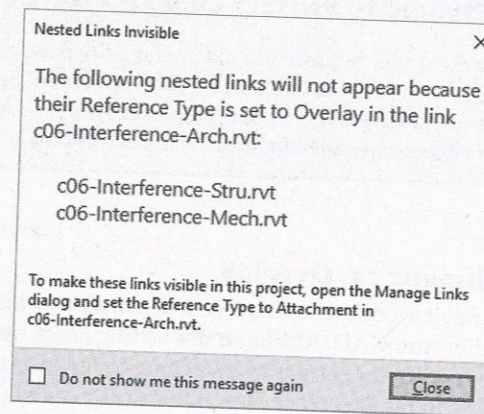 Nested Links Invisible
The following nested links will not appear because
their Reference Type is set to Overlay in the link
c06-Interference-Arch.rvt:
c06-Interference-Stru.rvt
c06-Interference-Mech.rvt
To make these links visible in this project, open the Manage Links
dialog and set the Reference Type to Attachment in
c06-Interference-Arch.rvt.
Do not show me this message again
Close